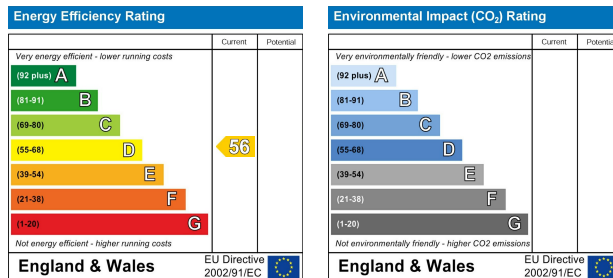 Energy Efficiency Rating
Current Potential
Very energy efficient - lower running costs
(92 plus) A
(81-91) B
(69-80) C
(55-68) D
56
(39-54) E
(21-38) F
(1-20) G
Not energy efficient - higher running costs
England & Wales
EU Directive
2002/91/EC
Environmental Impact (CO₂) Rating
Current Potential
Very environmentally friendly - lower CO2 emissions
(92 plus) A
(81-91) B
(69-80) C
(55-68) D
(39-54) E
(21-38) F
(1-20) G
Not environmentally friendly - higher CO2 emissions
England & Wales
EU Directive
2002/91/EC